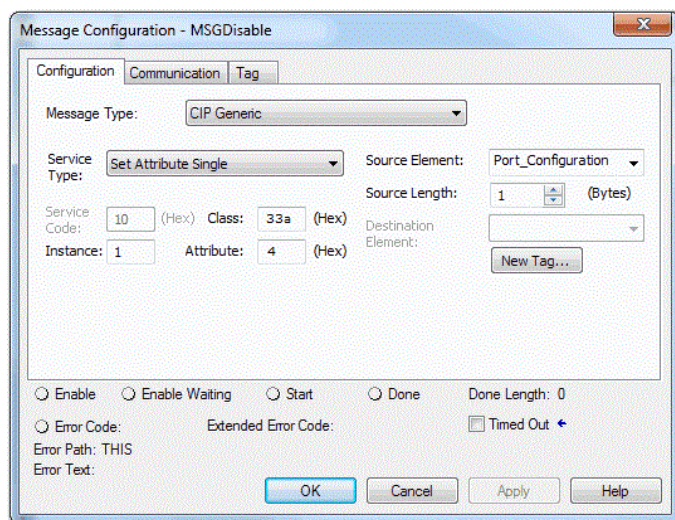 Message Configuration - MSGDisable
Configuration Communication Tag
Message Type: CIP Generic
Service Type: Set Attribute Single
Source Element: Port_Configuration
Source Length: 1 (Bytes)
Service Code: 10 (Hex) Class: 33a (Hex)
Destination Element:
Instance: 1 Attribute: 4 (Hex)
New Tag...
Enable Enable Waiting Start Done Done Length: 0
Error Code: Extended Error Code: Timed Out
Error Path: THIS
Error Text:
OK Cancel Apply Help